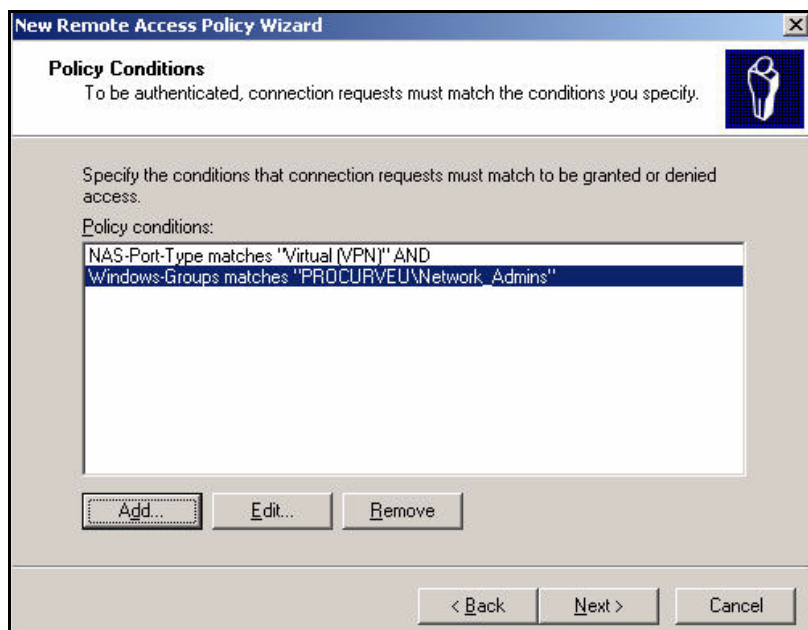 New Remote Access Policy Wizard
Policy Conditions
To be authenticated, connection requests must match the conditions you specify.
Specify the conditions that connection requests must match to be granted or denied
access.
Policy conditions:
NAS-Port-Type matches "Virtual (VPN)" AND
Windows-Groups matches "PROCURVEU\Network_Admins"
Add... Edit... Remove
< Back Next > Cancel